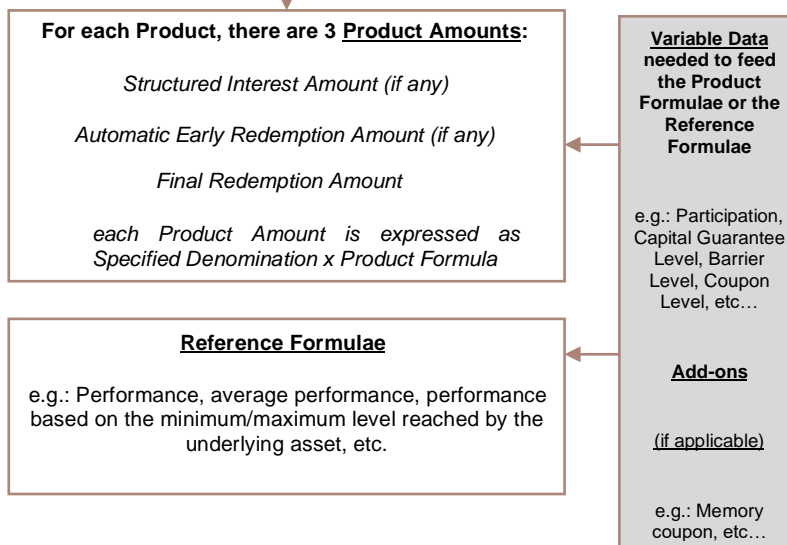 For each Product, there are 3 Product Amounts:
Structured Interest Amount (if any)
Automatic Early Redemption Amount (if any)
Final Redemption Amount
each Product Amount is expressed as
Specified Denomination x Product Formula
Reference Formulae
e.g.: Performance, average performance, performance
based on the minimum/maximum level reached by the
underlying asset, etc.
Variable Data
needed to feed
the Product
Formulae or the
Reference
Formulae
e.g.: Participation,
Capital Guarantee
Level, Barrier
Level, Coupon
Level, etc…
Add-ons
(if applicable)
e.g.: Memory
coupon, etc…